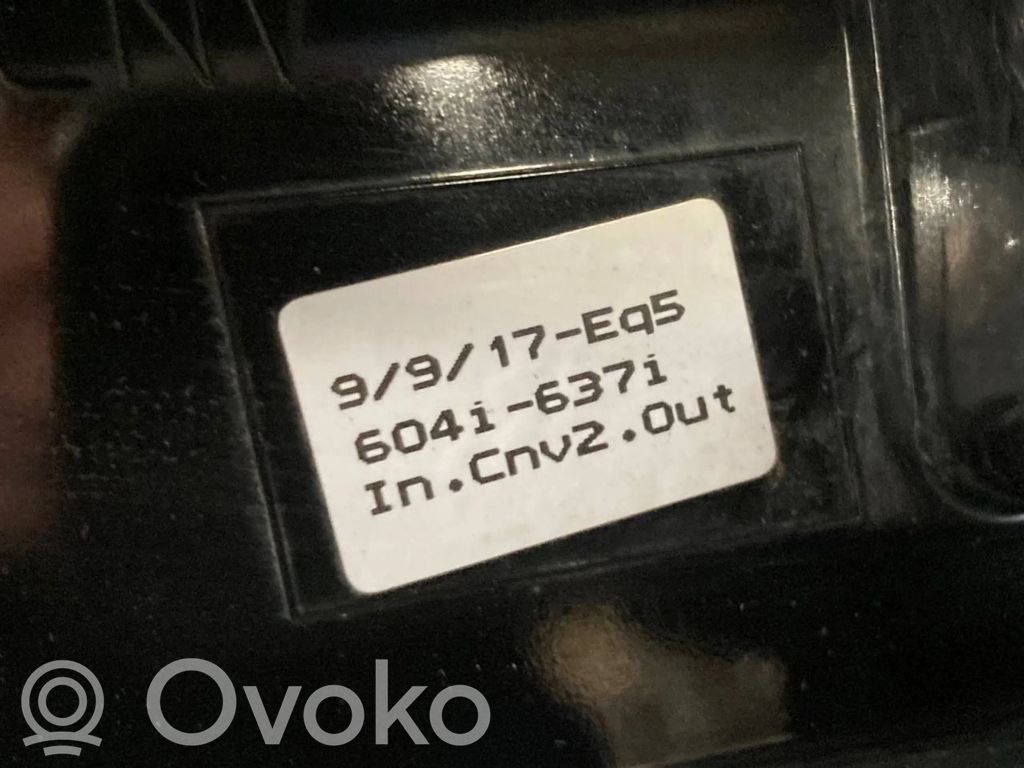 9/9/17-Eq5
604i-637i
In.Cnv2.Out
Ovoko